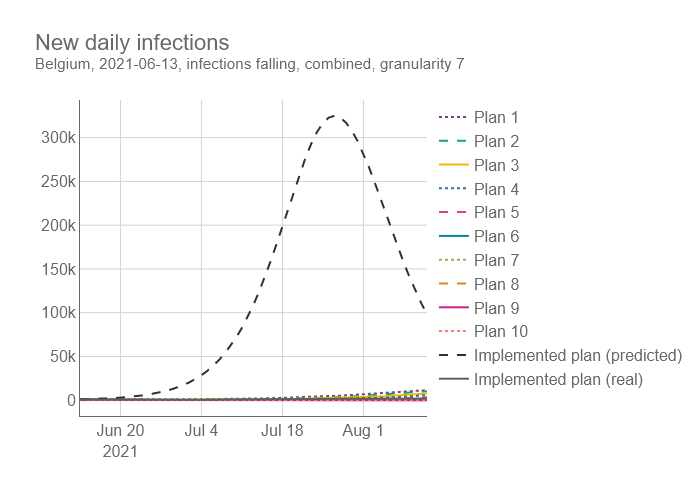 New daily infections
Belgium, 2021-06-13, infections falling, combined, granularity 7
300k
250k
200k
150k
100k
50k
0
Jun 20
2021
Jul 4
Jul 18
Aug 1
Plan 1
Plan 2
Plan 3
Plan 4
Plan 5
Plan 6
Plan 7
Plan 8
Plan 9
Plan 10
Implemented plan (predicted)
Implemented plan (real)